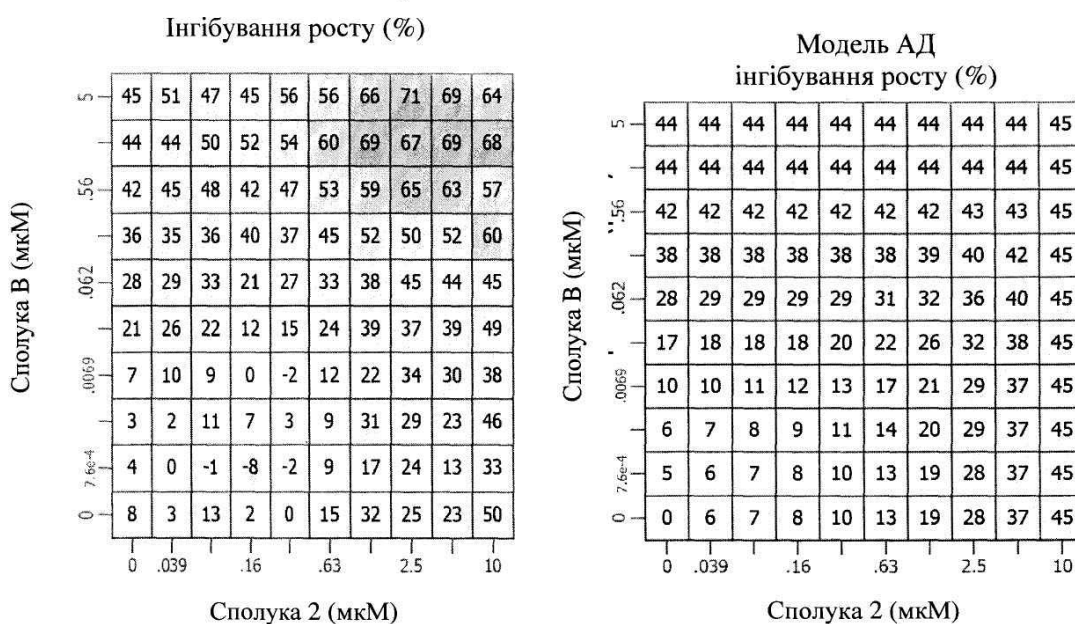 Інгібування росту (%)
5 45 51 47 45 56 56 66 71 69 64
44 44 50 52 54 60 69 67 69 68
.56 42 45 48 42 47 53 59 65 63 57
36 35 36 40 37 45 52 50 52 60
.062 28 29 33 21 27 33 38 45 44 45
21 26 22 12 15 24 39 37 39 49
.0069 7 10 9 0 -2 12 22 34 30 38
3 2 11 7 3 9 31 29 23 46
7.6e-4 4 0 -1 -8 -2 9 17 24 13 33
0 8 3 13 2 0 15 32 25 23 50
0 .039 .16 .63 2.5 10
Сполука В (мкМ)
Сполука 2 (мкМ)
Модель АД
інгібування росту (%)
5 44 44 44 44 44 44 44 44 44 45
44 44 44 44 44 44 44 44 44 45
.56 42 42 42 42 42 42 42 43 43 45
38 38 38 38 38 38 39 40 42 45
.062 28 29 29 29 29 31 32 36 40 45
17 18 18 18 20 22 26 32 38 45
.0069 10 10 11 12 13 17 21 29 37 45
6 7 8 9 11 14 20 29 37 45
7.6e-4 5 6 7 8 10 13 19 28 37 45
0 0 6 7 8 10 13 19 28 37 45
0 .039 .16 .63 2.5 10
Сполука В (мкМ)
Сполука 2 (мкМ)